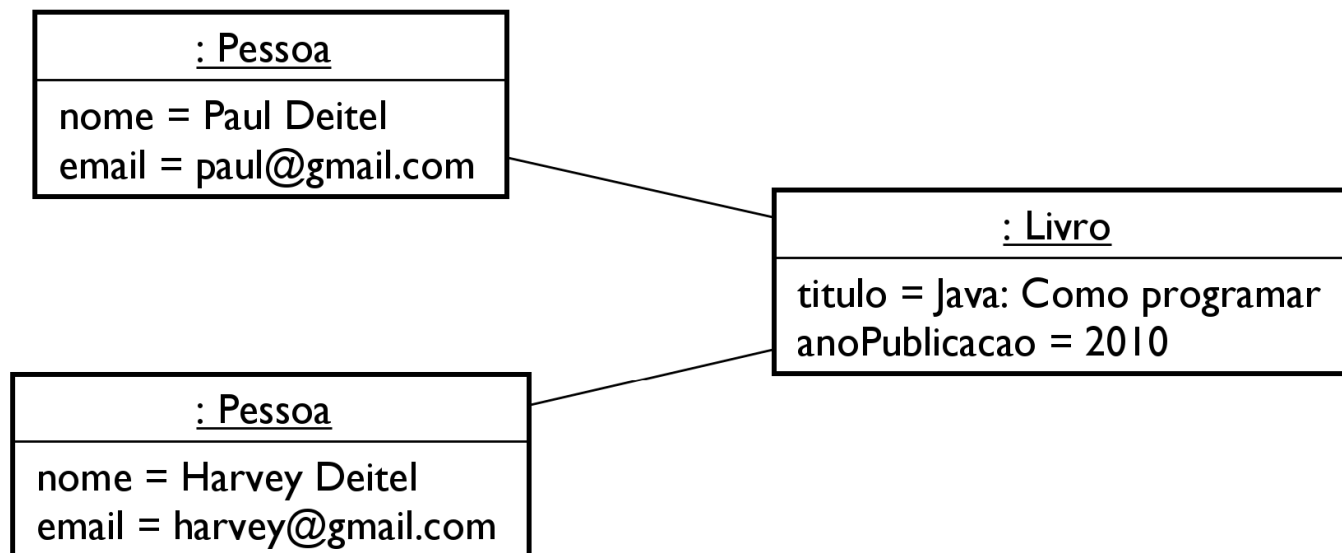 : Pessoa
nome = Paul Deitel
email = paul@gmail.com
: Livro
titulo = Java: Como programar
anoPublicacao = 2010
: Pessoa
nome = Harvey Deitel
email = harvey@gmail.com